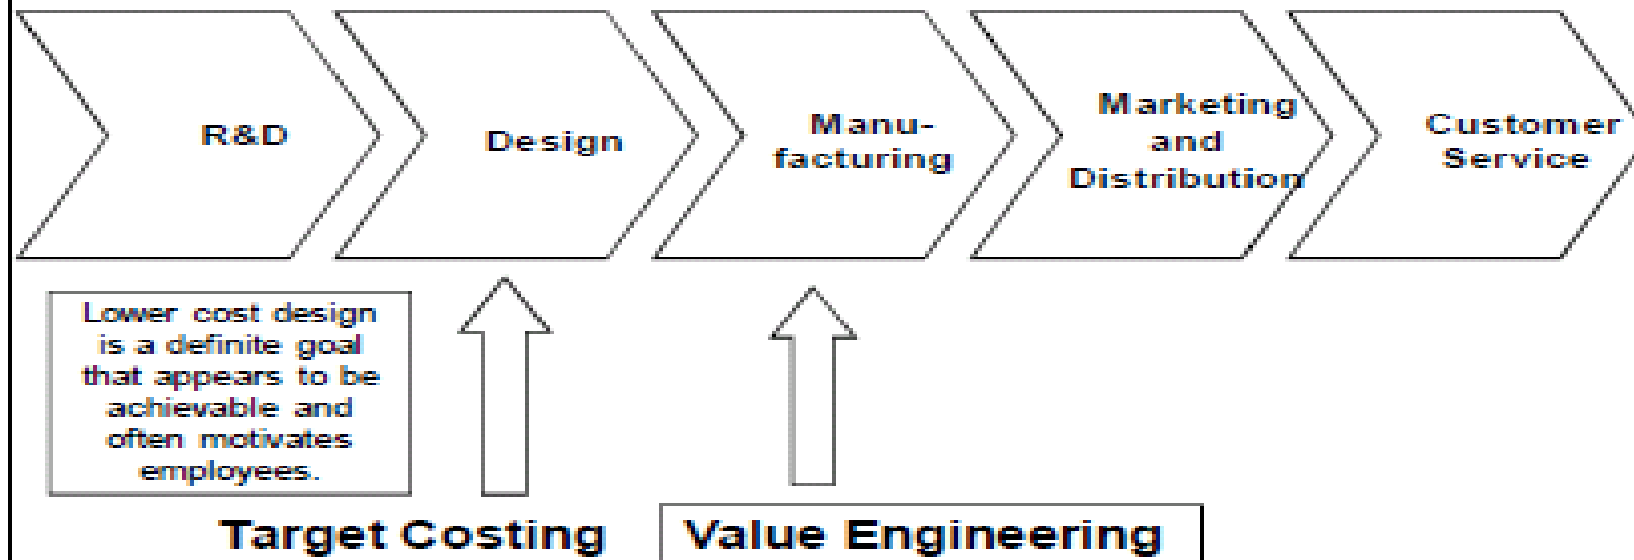 R&D
Design
Manu-
facturing
Marketing
and
Distribution
Customer
Service
Lower cost design
is a definite goal
that appears to be
achievable and
often motivates
employees.
Target Costing
Value Engineering